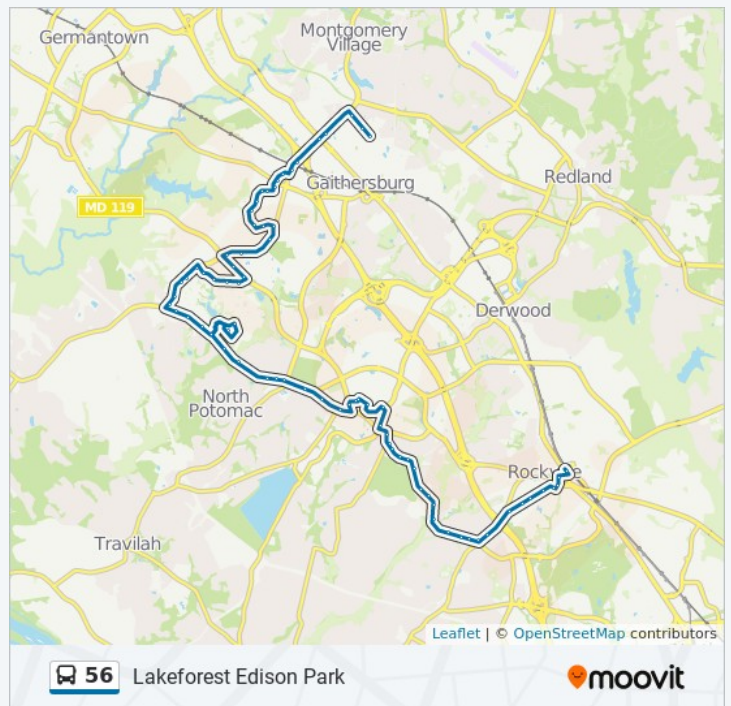 Germantown
Montgomery
Village
Redland
Gaithersburg
MD 119
Derwood
North
Potomac
Rockville
Travilah
Leaflet | © OpenStreetMap contributors
56 Lakeforest Edison Park
moovit